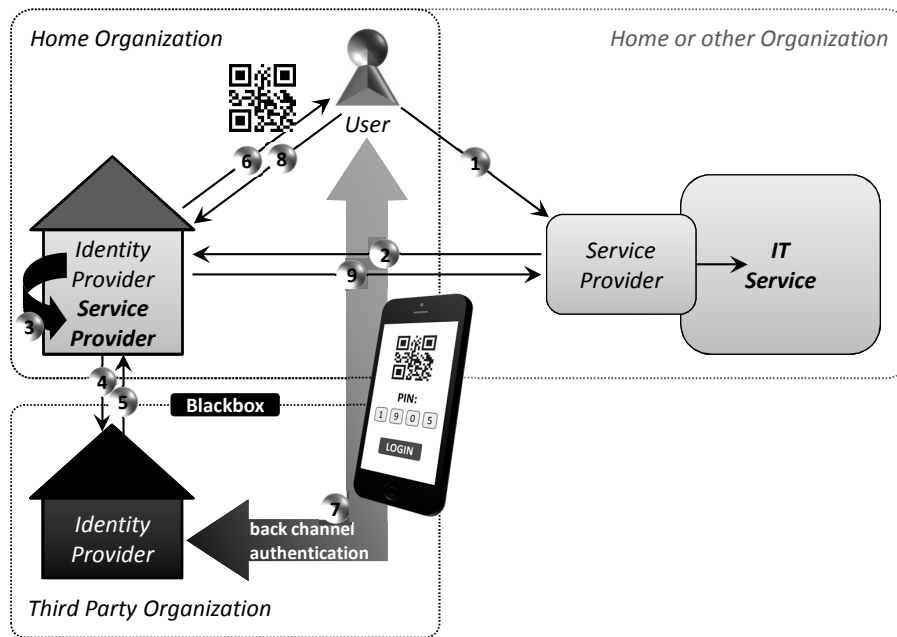 Home Organization
Home or other Organization
User
6
8
1
Identity
Provider
Service
Provider
2
9
3
Service
Provider
IT
Service
4
5
Blackbox
PIN:
1 9 0 5
LOGIN
7
back channel
authentication
Identity
Provider
Third Party Organization